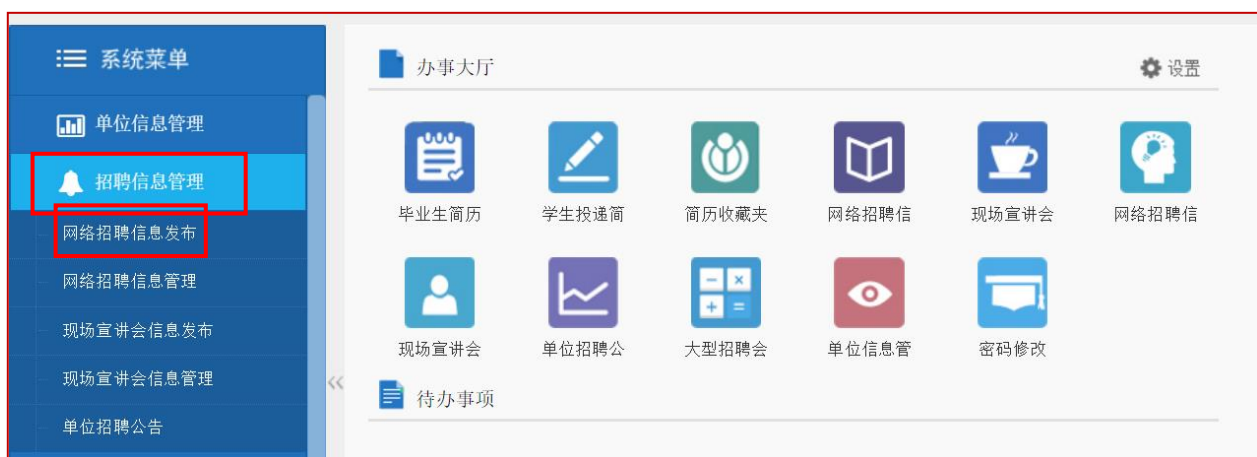 系统菜单
单位信息管理
招聘信息管理
网络招聘信息发布
网络招聘信息管理
现场宣讲会信息发布
现场宣讲会信息管理
单位招聘公告
办事大厅
设置
毕业生简历
学生投递简
简历收藏夹
网络招聘信
现场宣讲会
网络招聘信
现场宣讲会
单位招聘公
大型招聘会
单位信息管
密码修改
待办事项